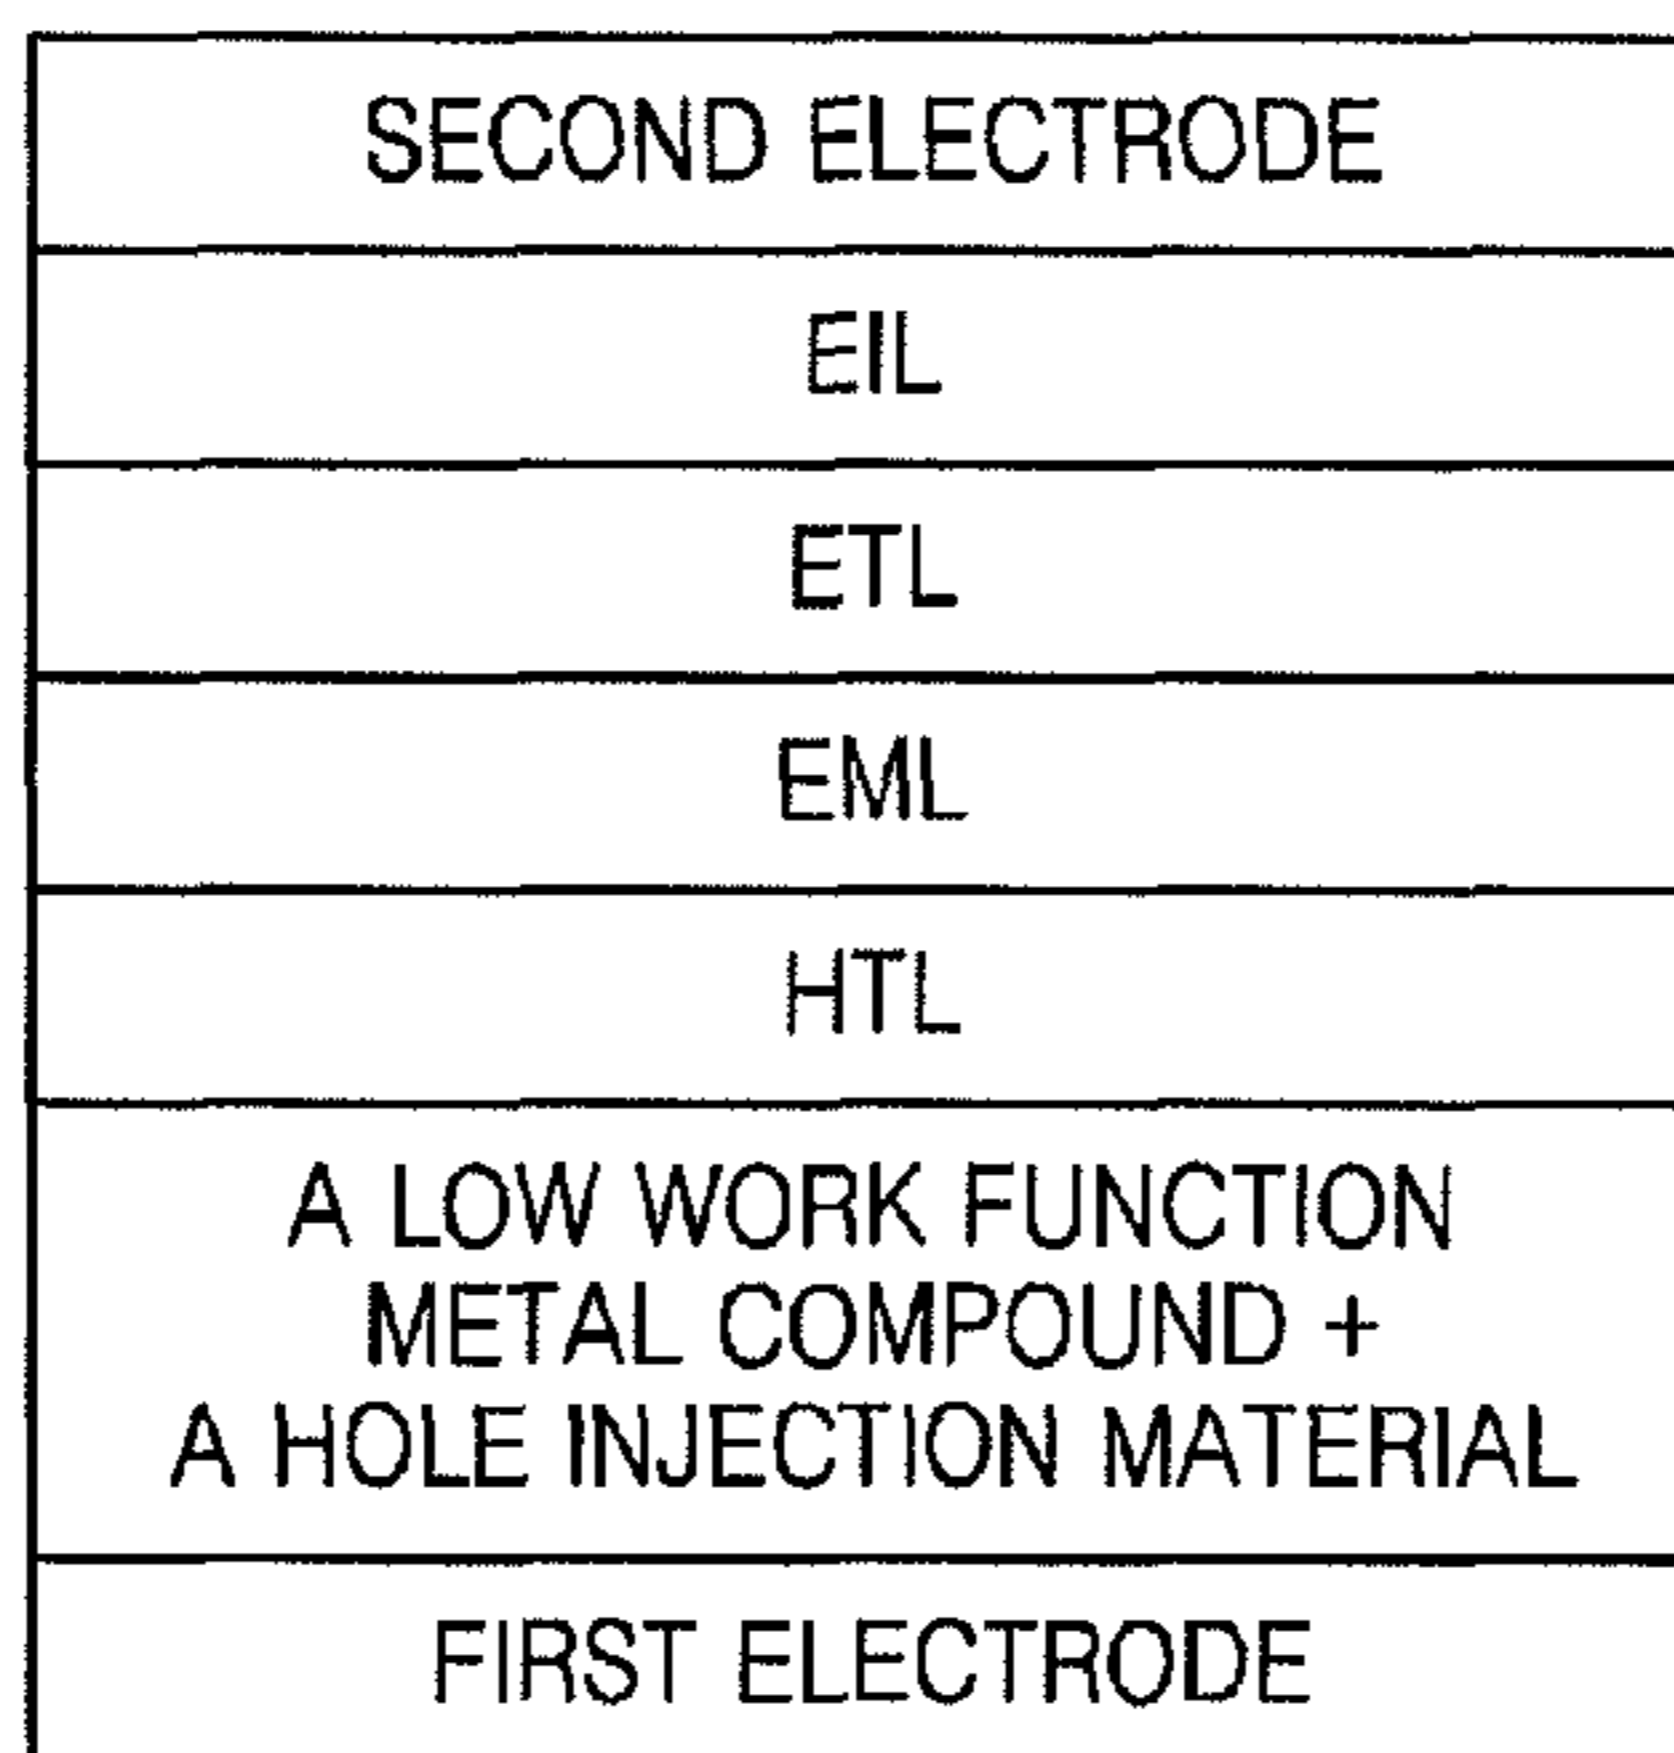 SECOND ELECTRODE
EIL
ETL
EML
HTL
A LOW WORK FUNCTION
METAL COMPOUND +
A HOLE INJECTION MATERIAL
FIRST ELECTRODE